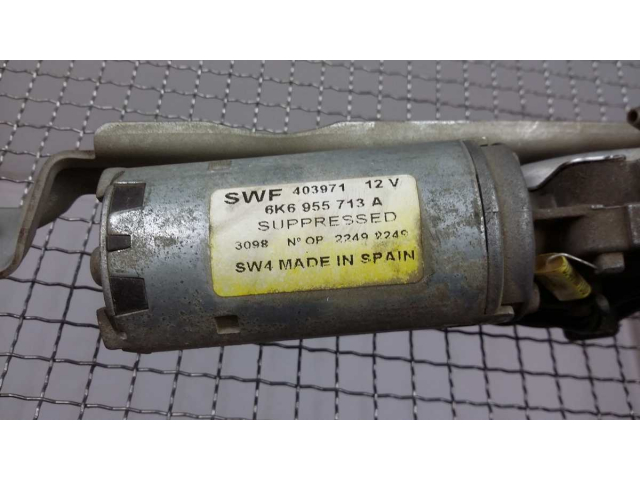 SWF 403971 12 V
6K6 955 713 A
SUPPRESSED
3098 Nº OP 2249 2249
SW4 MADE IN SPAIN